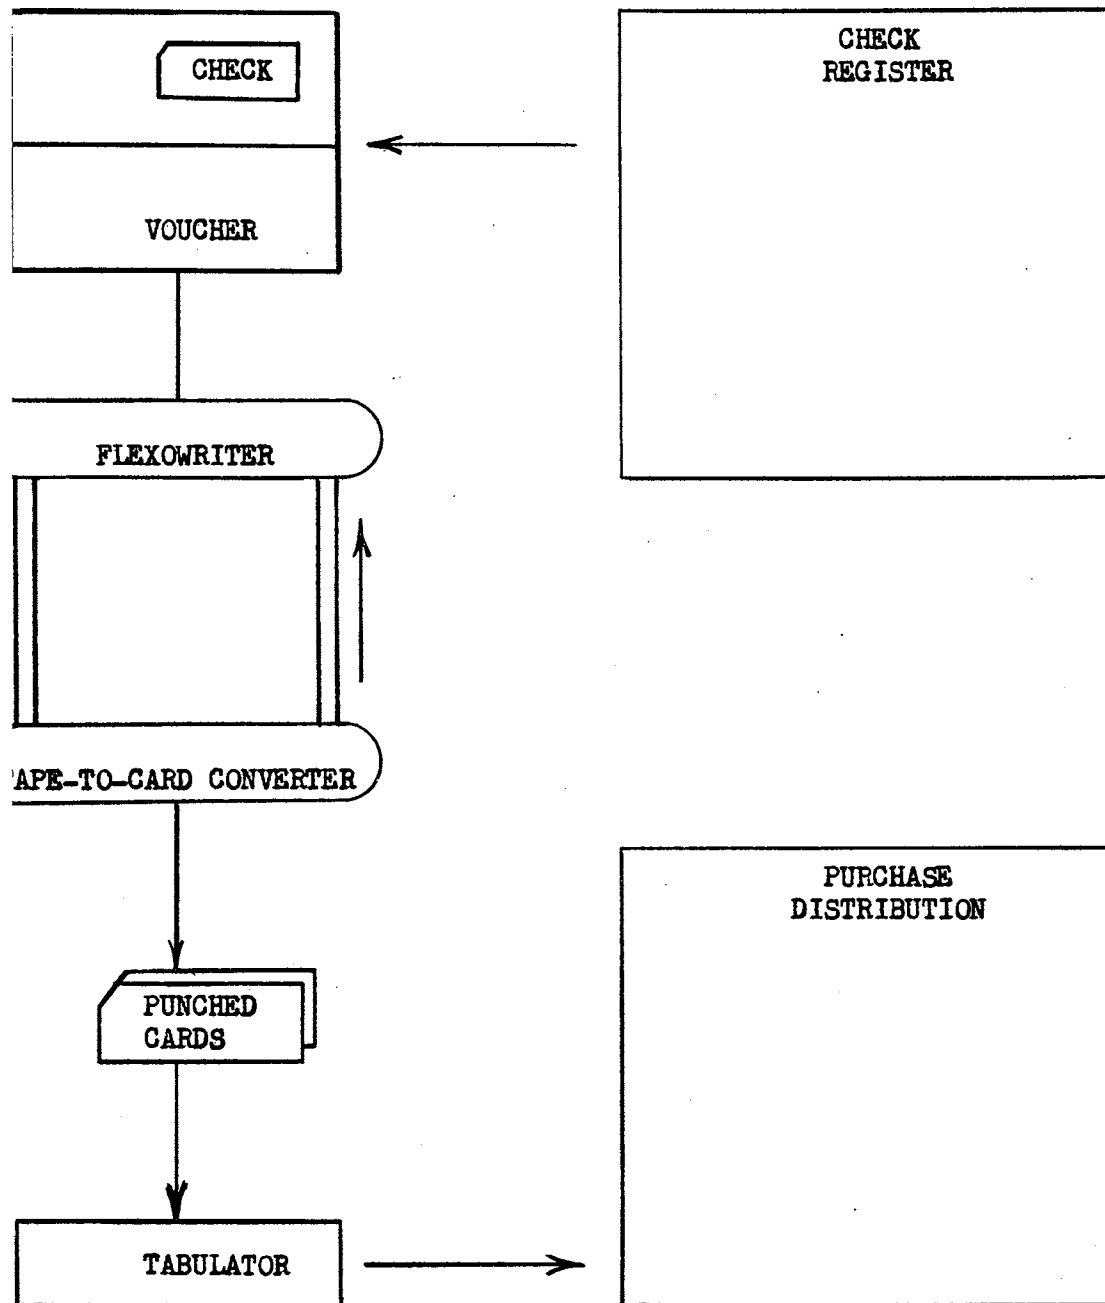 CHECK
CHECK
REGISTER
VOUCHER
FLEXOWRITER
APE-TO-CARD CONVERTER
PURCHASE
DISTRIBUTION
PUNCHED
CARDS
TABULATOR